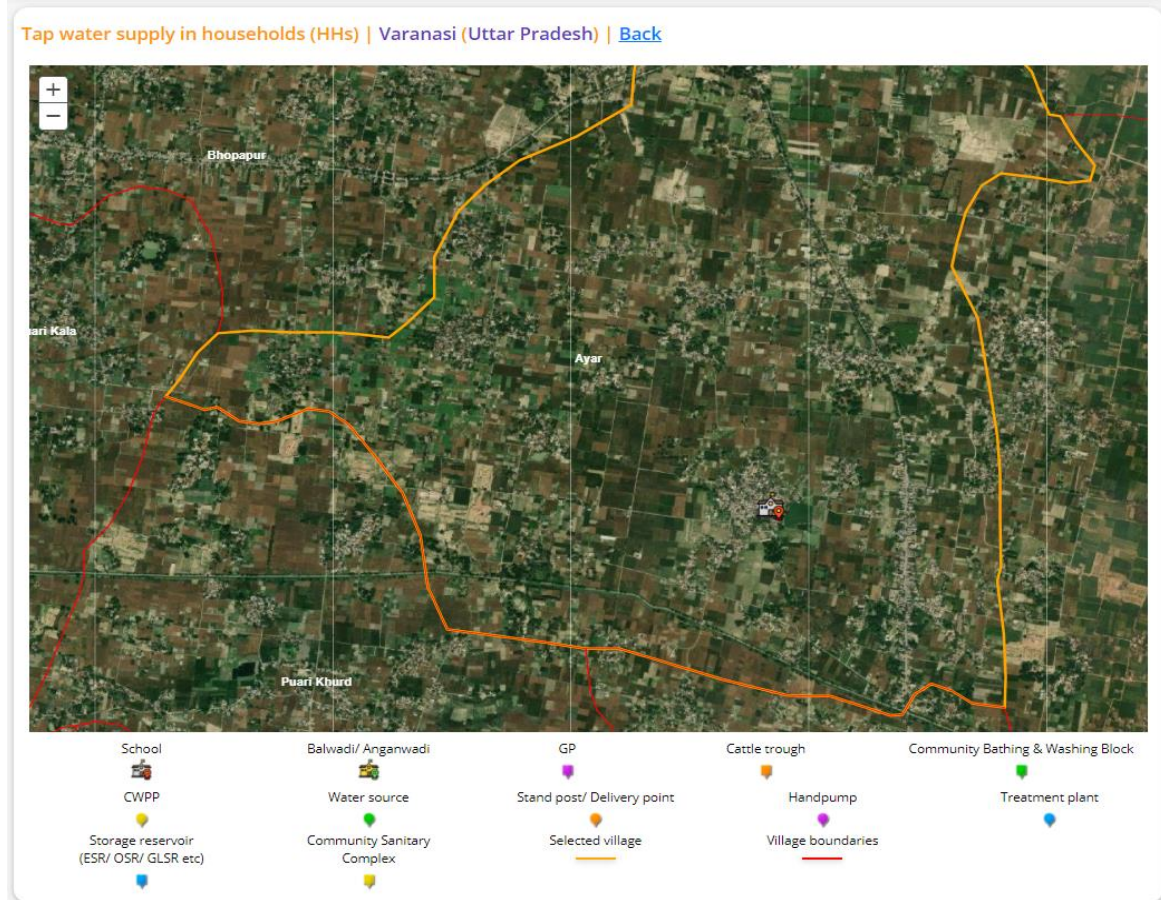 Tap water supply in households (HHs) | Varanasi (Uttar Pradesh) | Back
+
−
Bhopapur
ari Kala
Ayar
Puari Khurd
School
Balwadi/ Anganwadi
GP
Cattle trough
Community Bathing & Washing Block
CWPP
Water source
Stand post/ Delivery point
Handpump
Treatment plant
Storage reservoir
(ESR/ OSR/ GLSR etc)
Community Sanitary
Complex
Selected village
Village boundaries